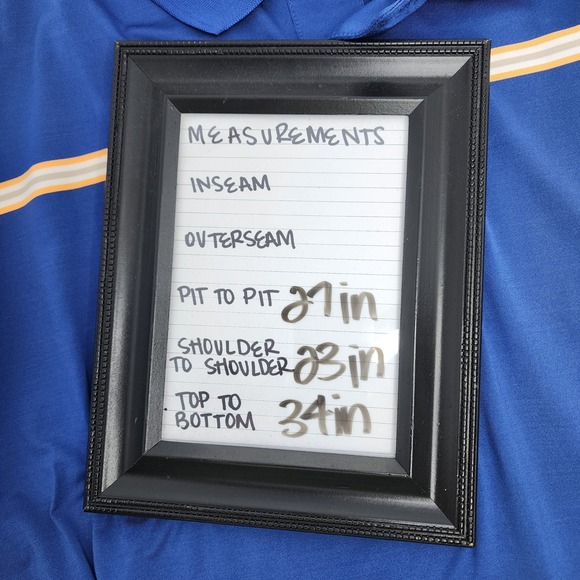 MEASUREMENTS
INSEAM
OUTERSEAM
PIT TO PIT 27in
SHOULDER
TO SHOULDER 23in
TOP TO
BOTTOM 34in